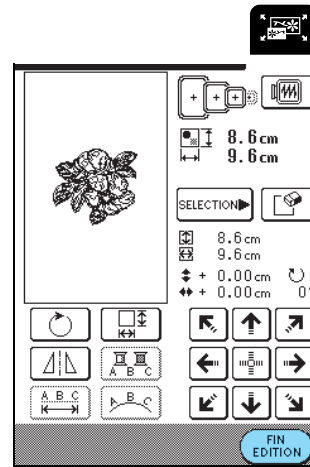 8.6cm
9.6cm
SELECTION
8.6cm
9.6cm
+ 0.00cm
+ 0.00cm 0°
A B C
A B C
A B C
FIN
EDITION